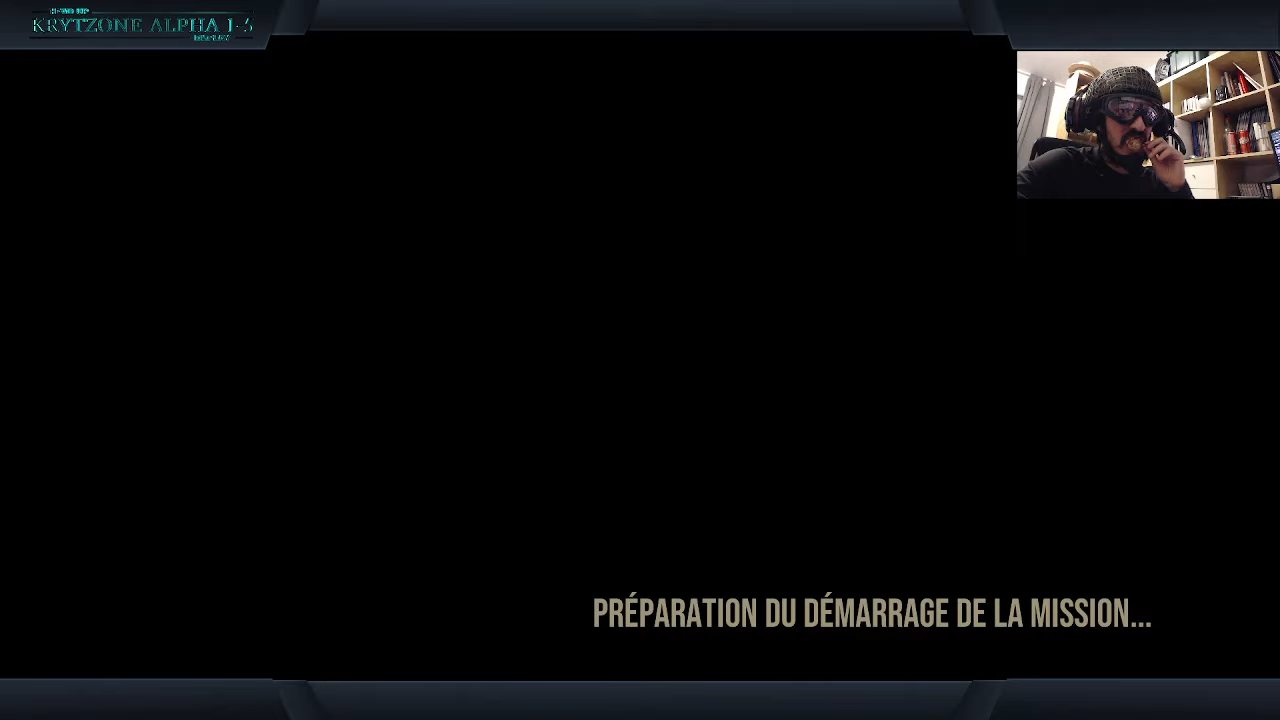 KRYTZONE ALPHA 1-5
PRÉPARATION DU DÉMARRAGE DE LA MISSION...